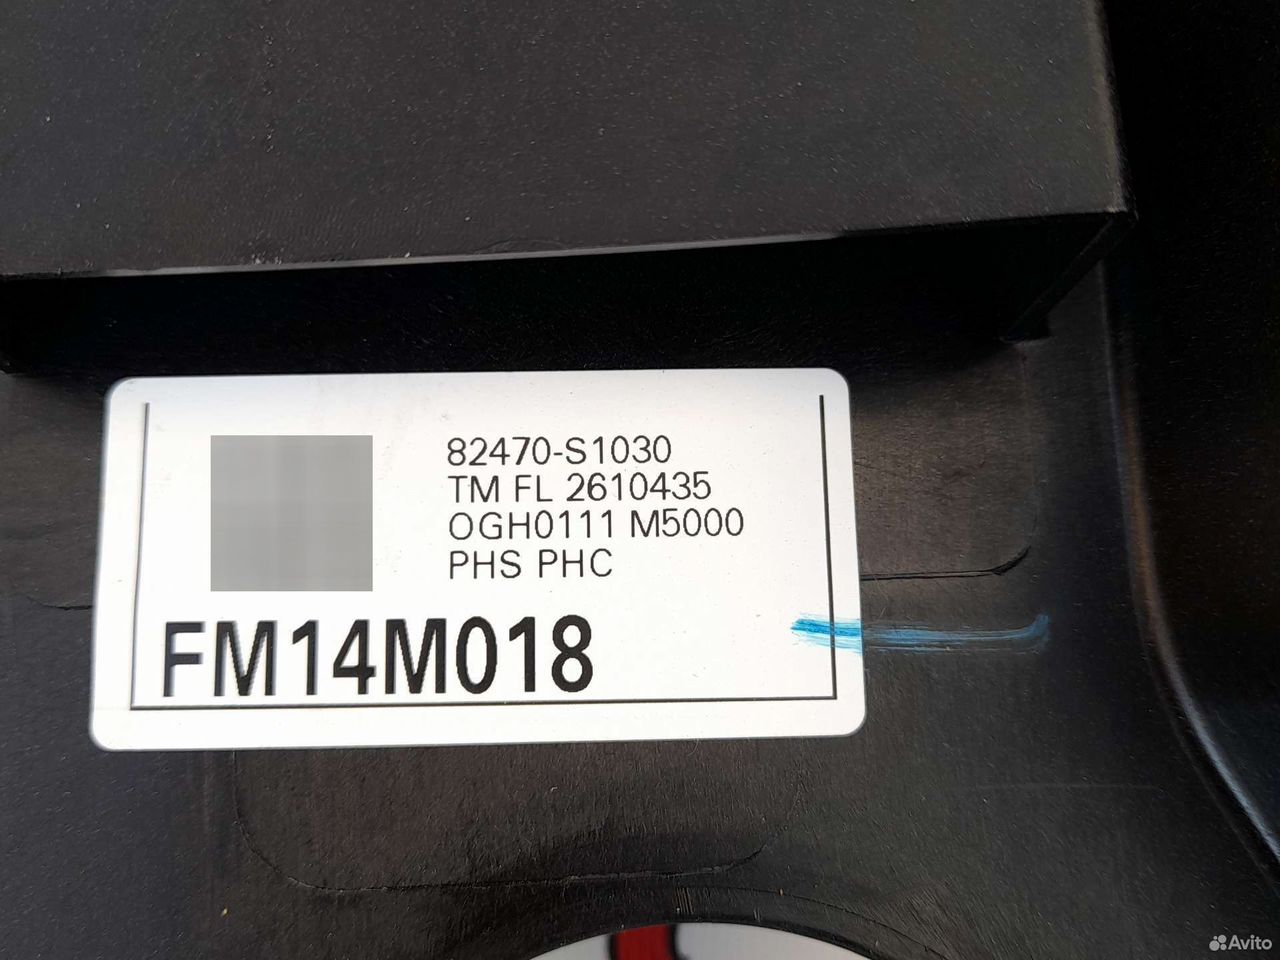 82470-S1030
TM FL 2610435
OGH0111 M5000
PHS PHC
FM14M018
Avito